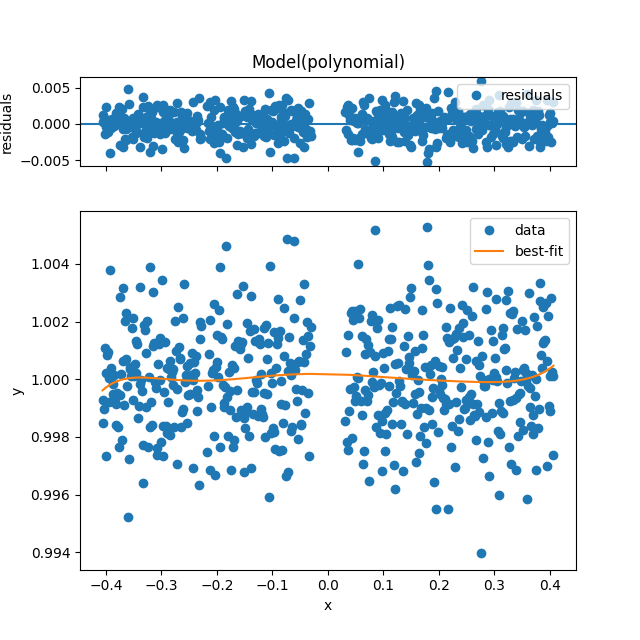 Model(polynomial)
residuals
0.005
0.000
−0.005
residuals
y
1.004
1.002
1.000
0.998
0.996
0.994
data
best-fit
−0.4 −0.3 −0.2 −0.1 0.0 0.1 0.2 0.3 0.4
x